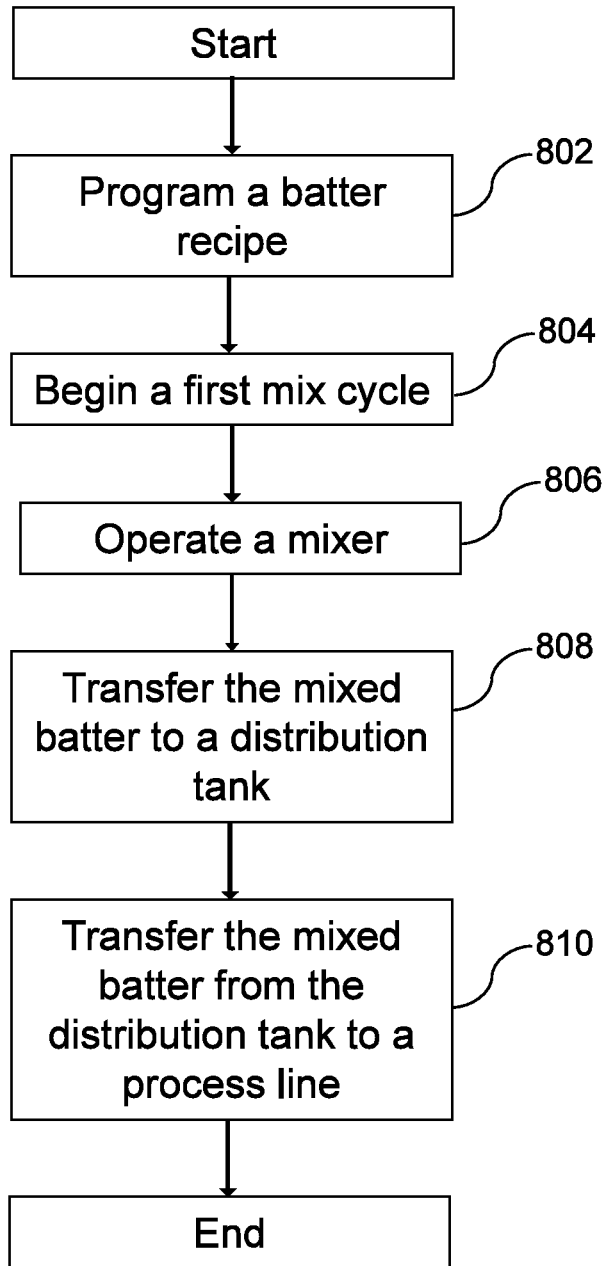 Start
802
Program a batter
recipe
804
Begin a first mix cycle
806
Operate a mixer
808
Transfer the mixed
batter to a distribution
tank
810
Transfer the mixed
batter from the
distribution tank to a
process line
End